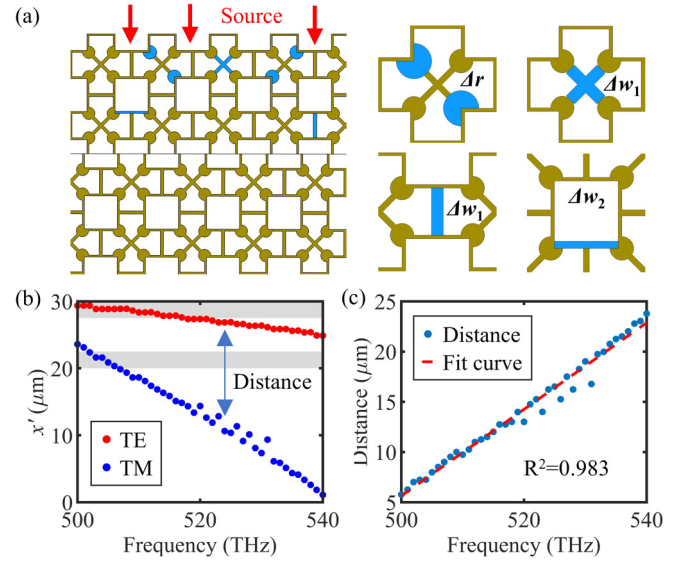 (a)
Source
Δr
Δw1
Δw1
Δw2
(b)
30
20
10
0
x' (μm)
Distance
TE
TM
500
520
540
Frequency (THz)
(c)
25
20
15
10
5
Distance (μm)
Distance
Fit curve
R²=0.983
500
520
540
Frequency (THz)